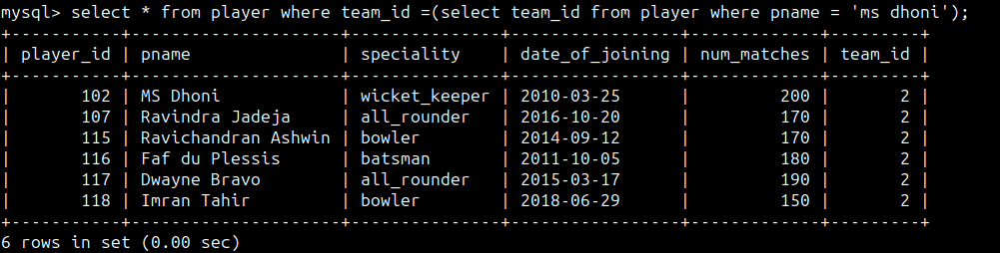 mysql> select * from player where team_id =(select team_id from player where pname = 'ms dhoni');
+-----------+---------------------+---------------+-----------------+-------------+---------+
| player_id | pname               | speciality    | date_of_joining | num_matches | team_id |
+-----------+---------------------+---------------+-----------------+-------------+---------+
|       102 | MS Dhoni            | wicket_keeper | 2010-03-25      |         200 |       2 |
|       107 | Ravindra Jadeja     | all_rounder   | 2016-10-20      |         170 |       2 |
|       115 | Ravichandran Ashwin | bowler        | 2014-09-12      |         170 |       2 |
|       116 | Faf du Plessis      | batsman       | 2011-10-05      |         180 |       2 |
|       117 | Dwayne Bravo        | all_rounder   | 2015-03-17      |         190 |       2 |
|       118 | Imran Tahir         | bowler        | 2018-06-29      |         150 |       2 |
+-----------+---------------------+---------------+-----------------+-------------+---------+
6 rows in set (0.00 sec)